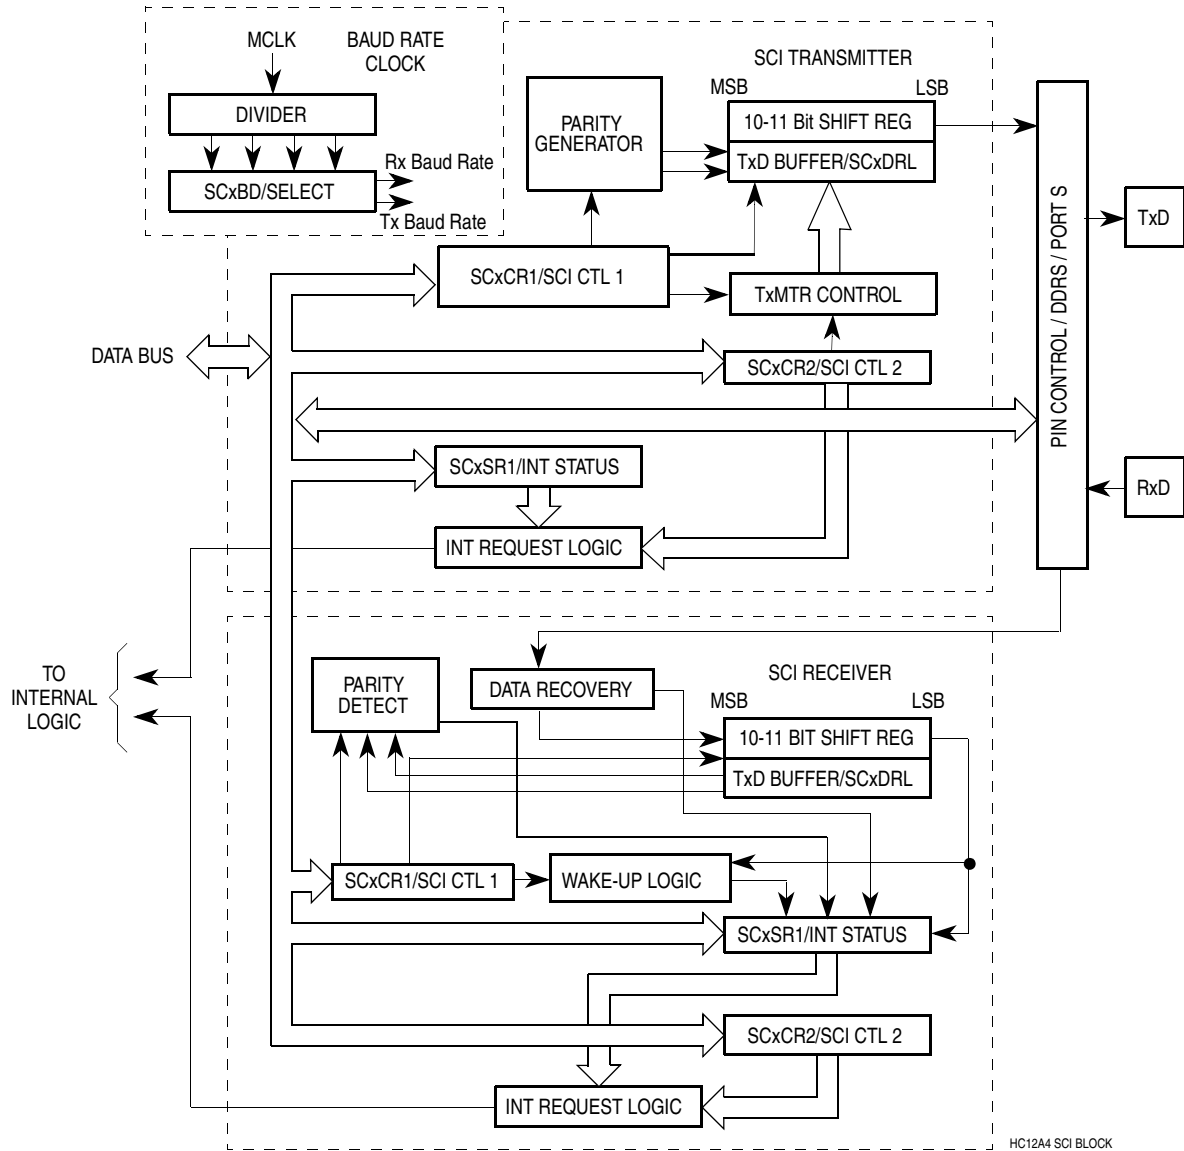 MCLK
BAUD RATE
CLOCK
DIVIDER
SCxBD/SELECT
Rx Baud Rate
Tx Baud Rate
SCI TRANSMITTER
MSB
LSB
PARITY
GENERATOR
10-11 Bit SHIFT REG
TxD BUFFER/SCxDRL
SCxCR1/SCI CTL 1
TxMTR CONTROL
DATA BUS
SCxCR2/SCI CTL 2
SCxSR1/INT STATUS
INT REQUEST LOGIC
PIN CONTROL / DDRS / PORT S
TxD
RxD
TO
INTERNAL
LOGIC
SCI RECEIVER
PARITY
DETECT
DATA RECOVERY
MSB
LSB
10-11 BIT SHIFT REG
TxD BUFFER/SCxDRL
SCxCR1/SCI CTL 1
WAKE-UP LOGIC
SCxSR1/INT STATUS
SCxCR2/SCI CTL 2
INT REQUEST LOGIC
HC12A4 SCI BLOCK